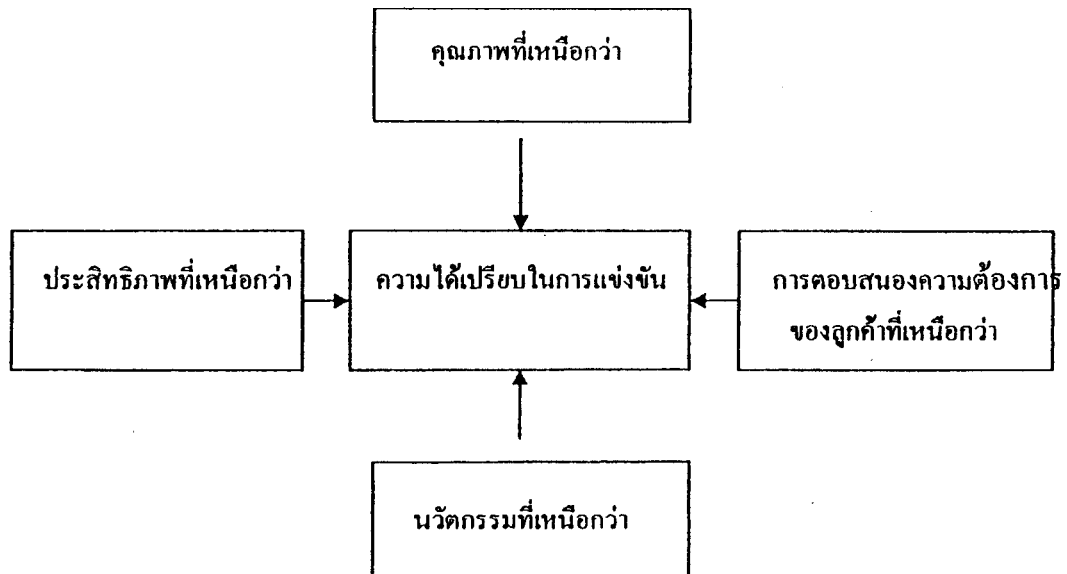 คุณภาพที่เหนือกว่า
ประสิทธิภาพที่เหนือกว่า
ความได้เปรียบในการแข่งขัน
การตอบสนองความต้องการ
ของลูกค้าที่เหนือกว่า
นวัตกรรมที่เหนือกว่า